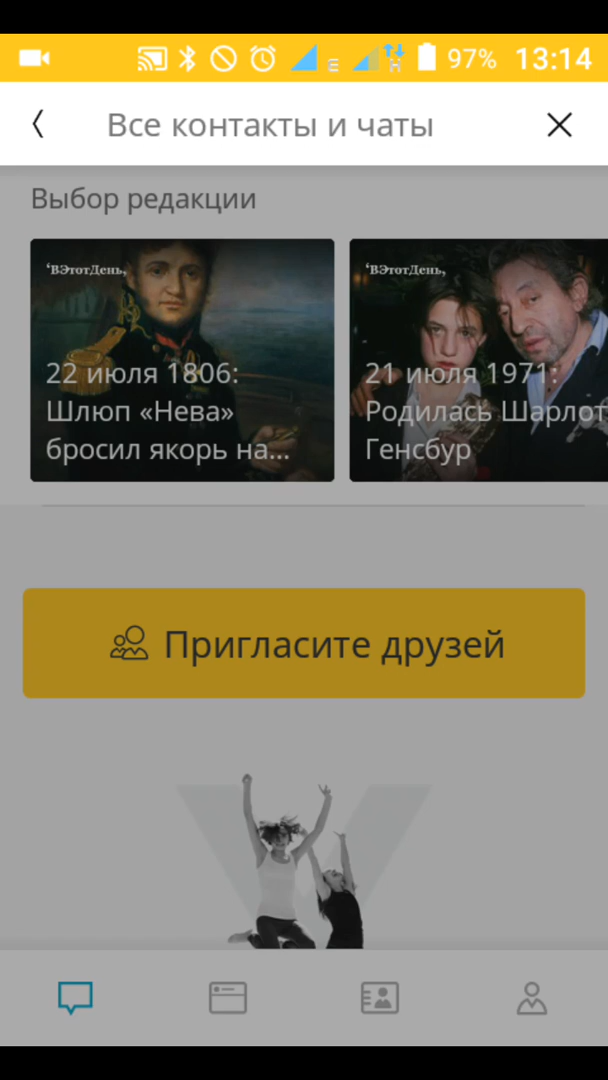 97% 13:14
Все контакты и чаты
Выбор редакции
‘ВЭтотДень,
22 июля 1806:
Шлюп «Нева»
бросил якорь на...
‘ВЭтотДень,
21 июля 1971:
Родилась Шарлот
Генсбур
Пригласите друзей